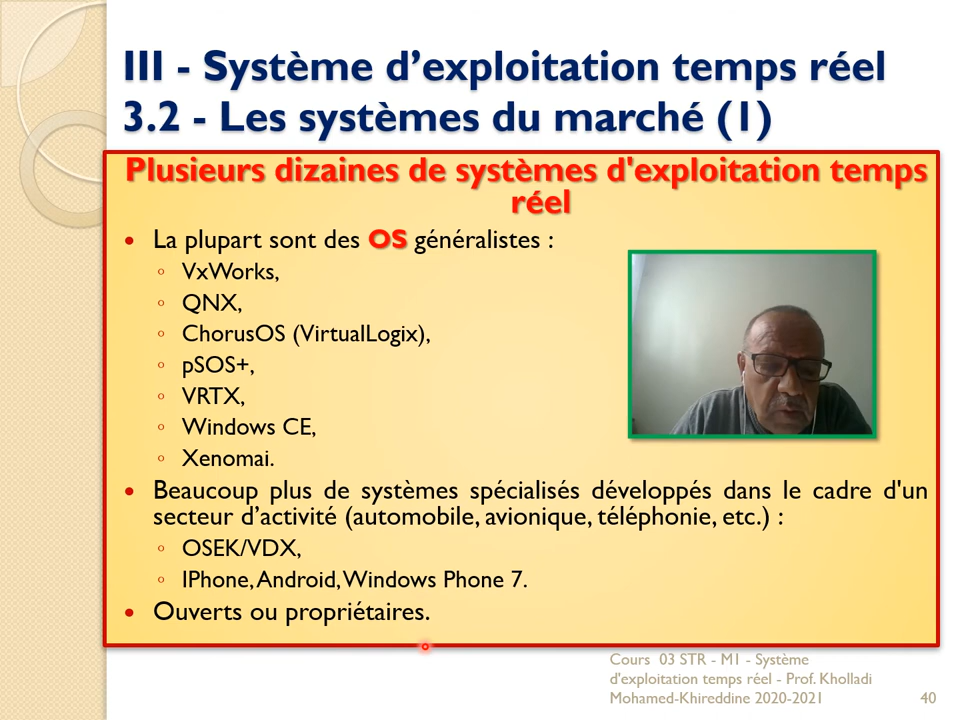 III - Système d’exploitation temps réel
3.2 - Les systèmes du marché (1)
Plusieurs dizaines de systèmes d'exploitation temps
réel
La plupart sont des OS généralistes :
VxWorks,
QNX,
ChorusOS (VirtualLogix),
pSOS+,
VRTX,
Windows CE,
Xenomai.
Beaucoup plus de systèmes spécialisés développés dans le cadre d'un
secteur d’activité (automobile, avionique, téléphonie, etc.) :
OSEK/VDX,
IPhone, Android, Windows Phone 7.
Ouverts ou propriétaires.
Cours 03 STR - M1 - Système
d'exploitation temps réel - Prof. Kholladi
Mohamed-Khireddine 2020-2021
40